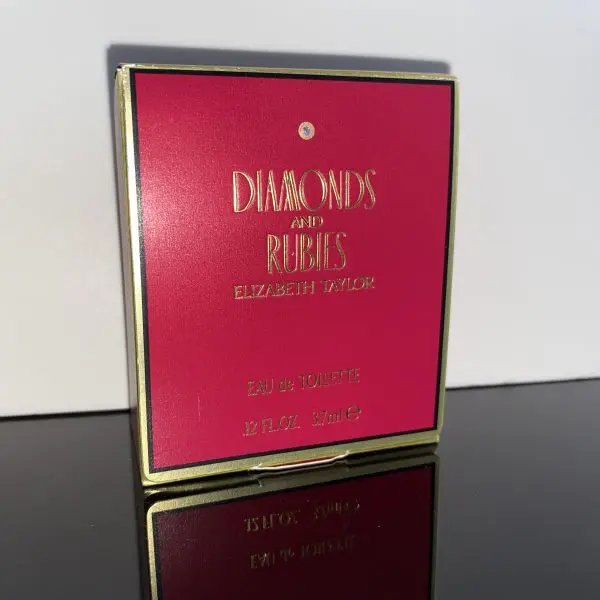 DIAMONDS
AND
RUBIES
ELIZABETH TAYLOR
EAU de TOILETTE
.12 FL.OZ. 3.7ml ℮